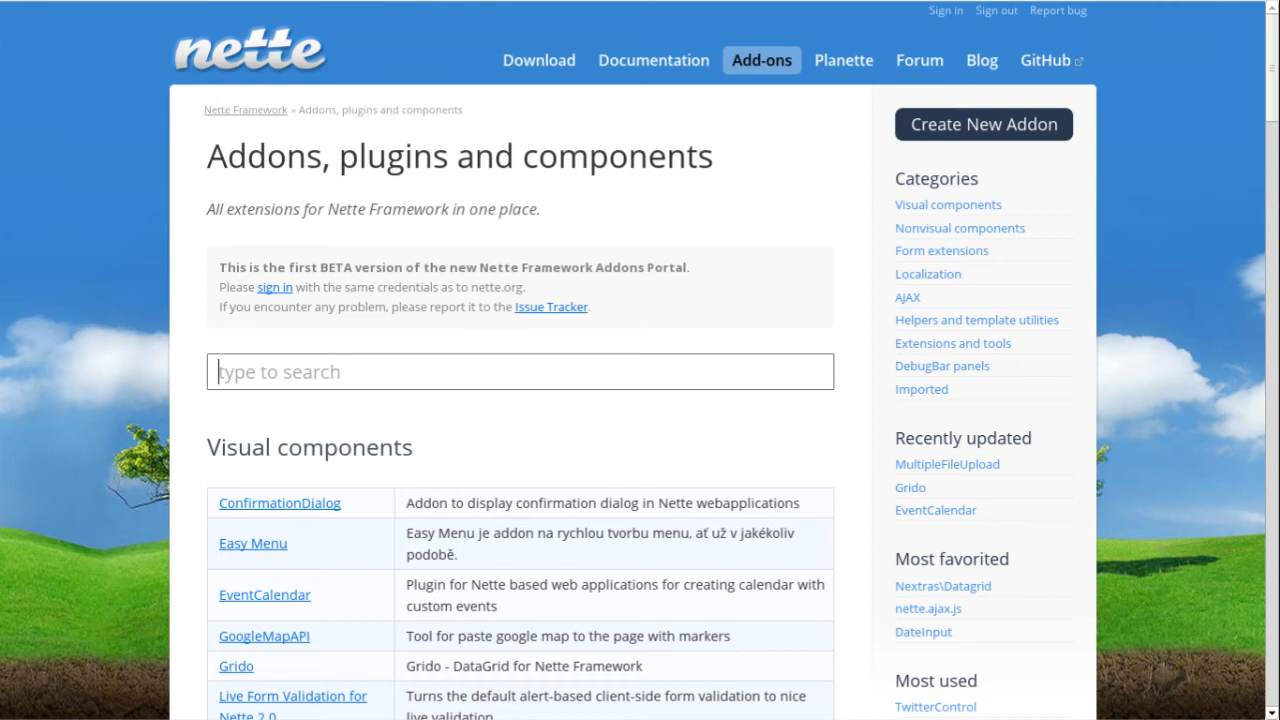 Sign in Sign out Report bug
nette
Download Documentation Add-ons Planette Forum Blog GitHub
Nette Framework » Addons, plugins and components
Addons, plugins and components
All extensions for Nette Framework in one place.
This is the first BETA version of the new Nette Framework Addons Portal.
Please sign in with the same credentials as to nette.org.
If you encounter any problem, please report it to the Issue Tracker.
type to search
Visual components
ConfirmationDialog Addon to display confirmation dialog in Nette webapplications
Easy Menu Easy Menu je addon na rychlou tvorbu menu, ať už v jakékoliv
podobě.
EventCalendar Plugin for Nette based web applications for creating calendar with
custom events
GoogleMapAPI Tool for paste google map to the page with markers
Grido Grido - DataGrid for Nette Framework
Live Form Validation for Turns the default alert-based client-side form validation to nice
Nette 2.0 live validation
Create New Addon
Categories
Visual components
Nonvisual components
Form extensions
Localization
AJAX
Helpers and template utilities
Extensions and tools
DebugBar panels
Imported
Recently updated
MultipleFileUpload
Grido
EventCalendar
Most favorited
Nextras\Datagrid
nette.ajax.js
DateInput
Most used
TwitterControl